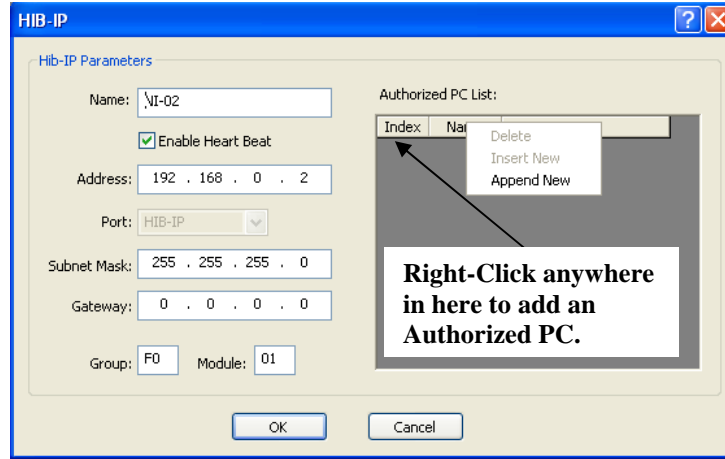 HIB-IP
Hib-IP Parameters
Name: \NI-02
Enable Heart Beat
Address: 192 . 168 . 0 . 2
Port: HIB-IP
Subnet Mask: 255 . 255 . 255 . 0
Gateway: 0 . 0 . 0 . 0
Group: F0 Module: 01
Authorized PC List:
Index
Delete
Insert New
Append New
Right-Click anywhere
in here to add an
Authorized PC.
OK Cancel